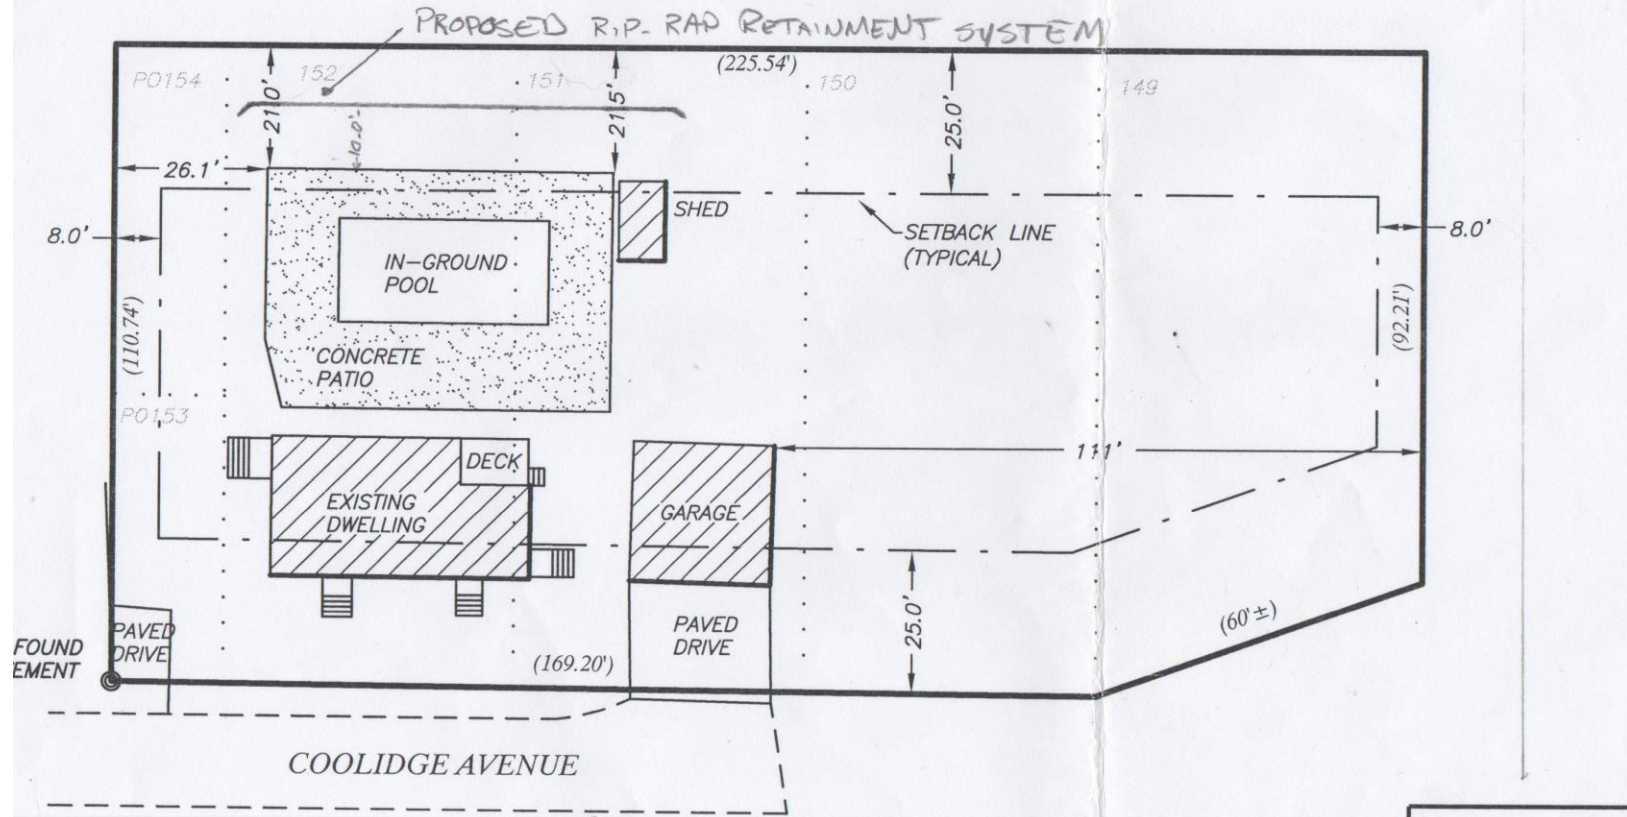 PROPOSED R.P. RAP RETAINMENT SYSTEM
(225.54')
PO154
152
151
150
149
21.0'
21.5'
25.0'
10.0'
26.1'
SHED
8.0'
SETBACK LINE
(TYPICAL)
8.0'
IN-GROUND
POOL
(110.74')
(92.21')
CONCRETE
PATIO
PO153
DECK
111'
EXISTING
DWELLING
GARAGE
25.0'
(60'±)
PAVED
DRIVE
PAVED
DRIVE
FOUND
EMENT
(169.20')
COOLIDGE AVENUE